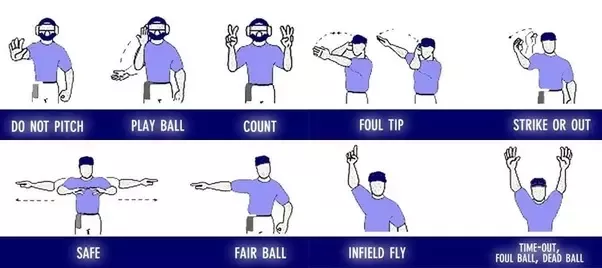 DO NOT PITCH
PLAY BALL
COUNT
FOUL TIP
STRIKE OR OUT
SAFE
FAIR BALL
INFIELD FLY
TIME-OUT,
FOUL BALL, DEAD BALL